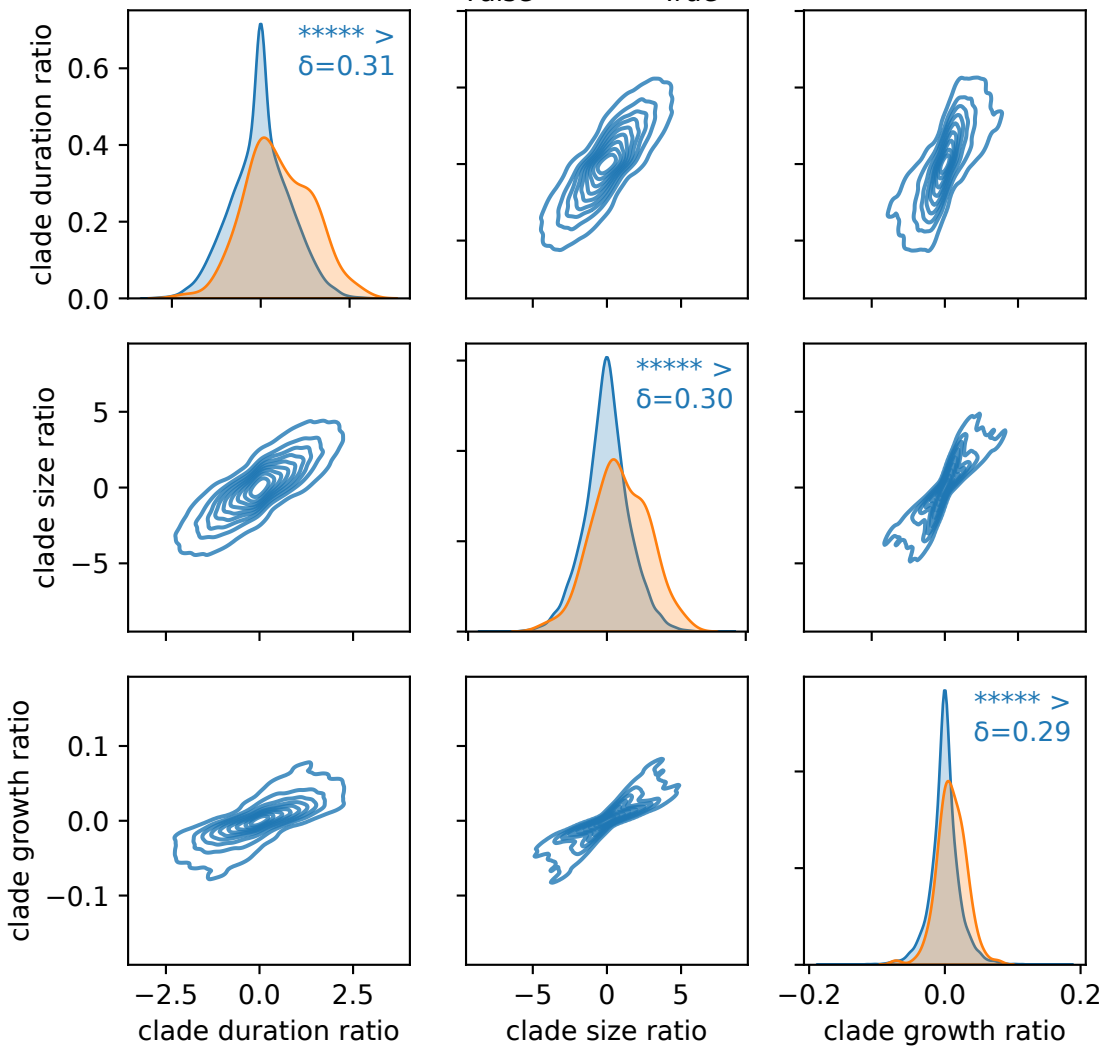 ***** >
δ=0.31
clade duration ratio
0.6
0.4
0.2
0.0
***** >
δ=0.30
clade size ratio
5
0
−5
***** >
δ=0.29
clade growth ratio
0.1
0.0
−0.1
−2.5 0.0 2.5
−5 0 5
−0.2 0.0 0.2
clade duration ratio
clade size ratio
clade growth ratio